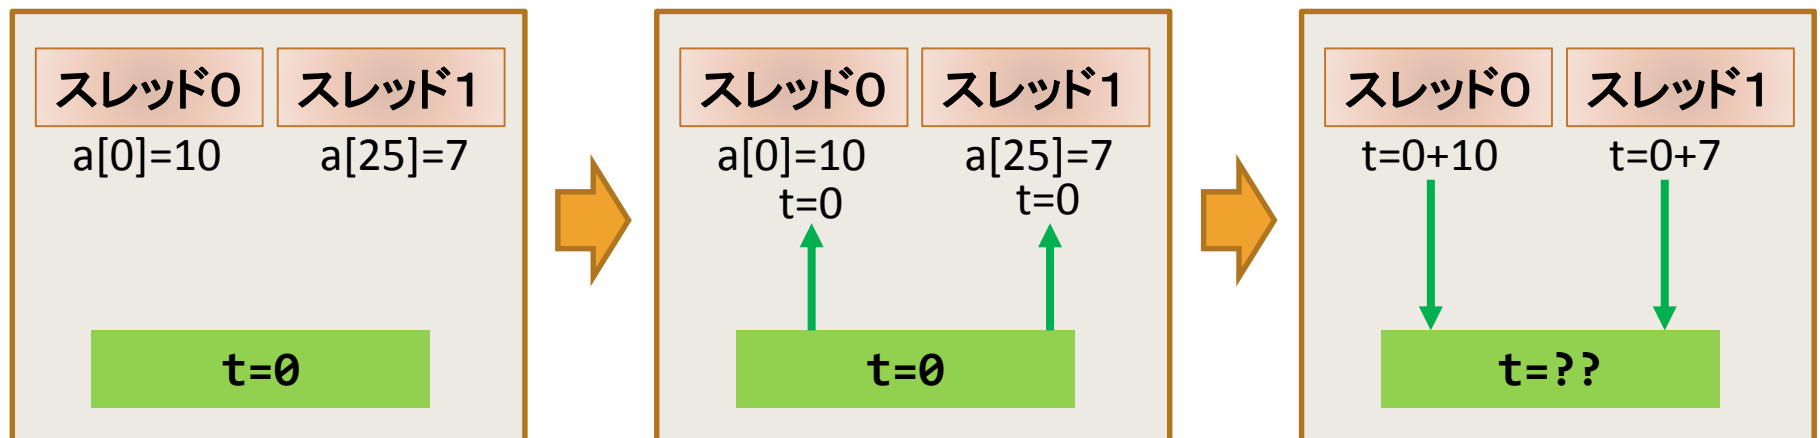 スレッド0 スレッド1
a[0]=10 a[25]=7
t=0
スレッド0 スレッド1
a[0]=10 a[25]=7
t=0 t=0
t=0
スレッド0 スレッド1
t=0+10 t=0+7
t=??